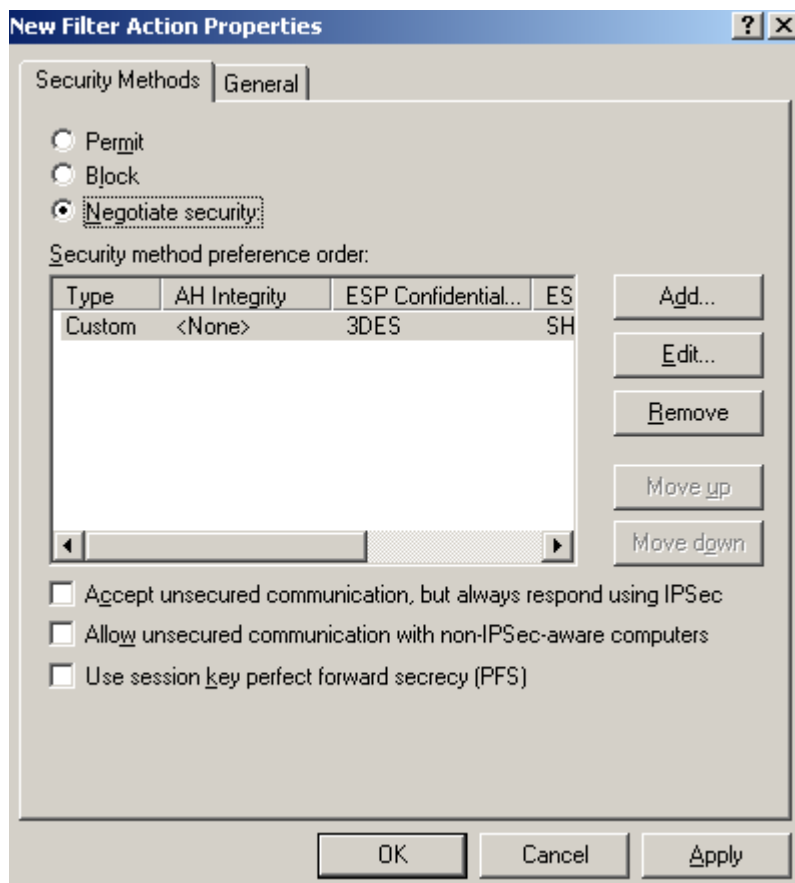 New Filter Action Properties
Security Methods General
Permit
Block
Negotiate security:
Security method preference order:
Type AH Integrity ESP Confidential... ES
Custom <None> 3DES SH
Add...
Edit...
Remove
Move up
Move down
Accept unsecured communication, but always respond using IPSec
Allow unsecured communication with non-IPSec-aware computers
Use session key perfect forward secrecy (PFS)
OK Cancel Apply